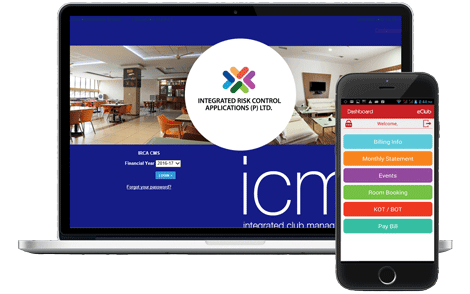 INTEGRATED RISK CONTROL
APPLICATIONS (P) LTD.
IRCA CMS
Financial Year 2016-17
LOGIN »
Forgot your password?
icm
integrated club manag
Dashboard
eClub
Welcome,
Billing Info
Monthly Statement
Events
Room Booking
KOT / BOT
Pay Bill